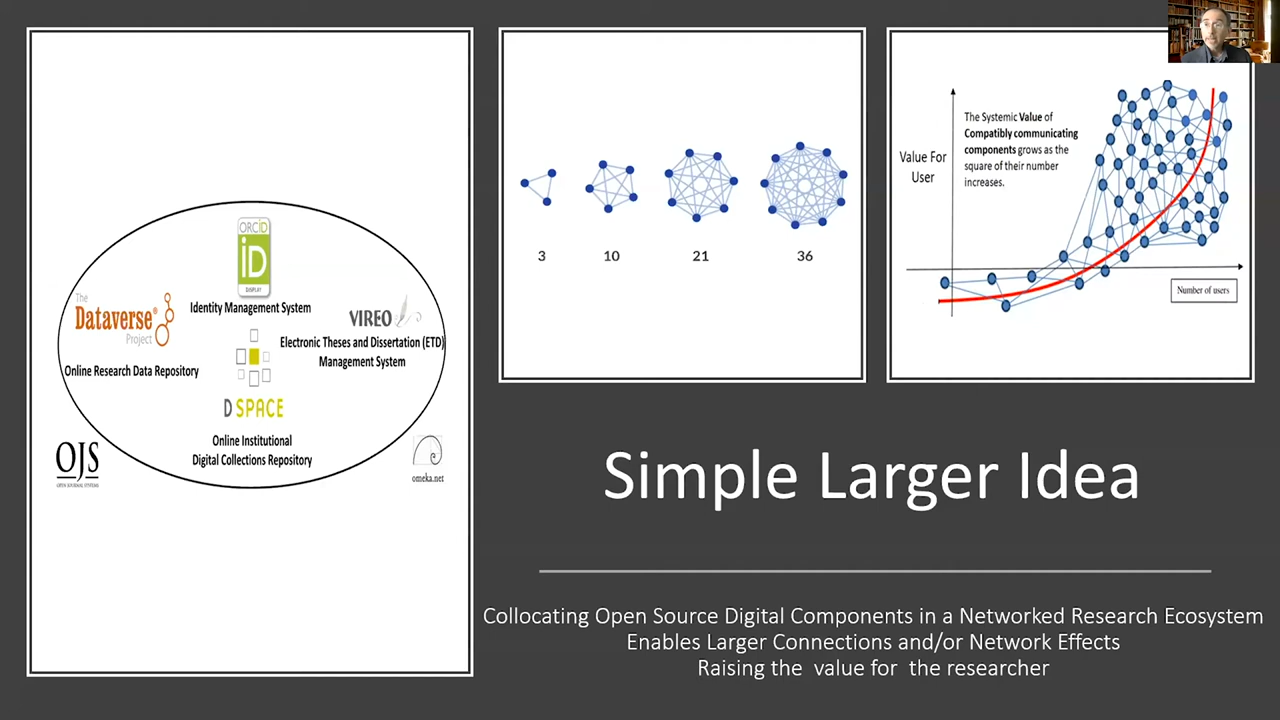 ORCID
iD
DISPLAY
Identity Management System
The
Dataverse®
Project
Online Research Data Repository
VIREO
Electronic Theses and Dissertation (ETD)
Management System
D SPACE
Online Institutional
Digital Collections Repository
OJS
OPEN JOURNAL SYSTEMS
omeka.net
3
10
21
36
Value For
User
The Systemic Value of
Compatibly communicating
components grows as the
square of their number
increases.
Number of users
Simple Larger Idea
Collocating Open Source Digital Components in a Networked Research Ecosystem
Enables Larger Connections and/or Network Effects
Raising the value for the researcher